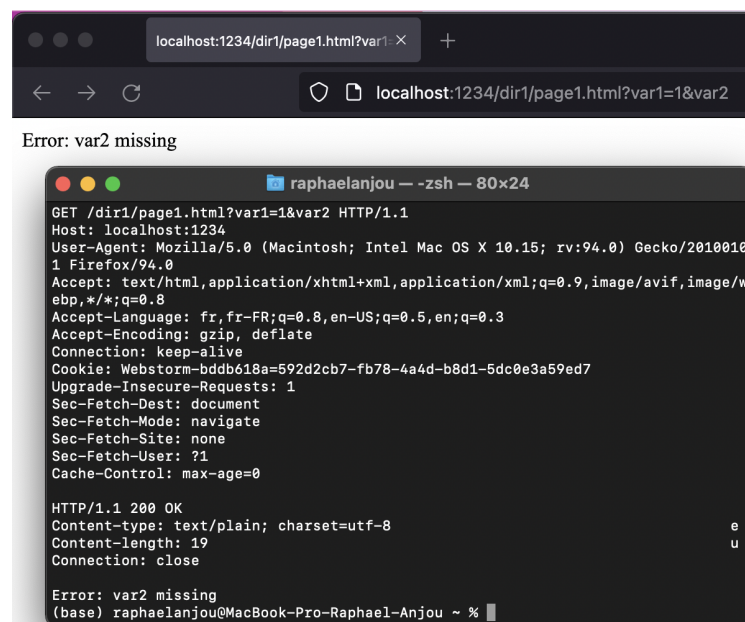 localhost:1234/dir1/page1.html?var1=
localhost:1234/dir1/page1.html?var1=1&var2
Error: var2 missing
raphaelanjou — -zsh — 80×24
GET /dir1/page1.html?var1=1&var2 HTTP/1.1
Host: localhost:1234
User-Agent: Mozilla/5.0 (Macintosh; Intel Mac OS X 10.15; rv:94.0) Gecko/2010010
1 Firefox/94.0
Accept: text/html,application/xhtml+xml,application/xml;q=0.9,image/avif,image/w
ebp,*/*;q=0.8
Accept-Language: fr,fr-FR;q=0.8,en-US;q=0.5,en;q=0.3
Accept-Encoding: gzip, deflate
Connection: keep-alive
Cookie: Webstorm-bddb618a=592d2cb7-fb78-4a4d-b8d1-5dc0e3a59ed7
Upgrade-Insecure-Requests: 1
Sec-Fetch-Dest: document
Sec-Fetch-Mode: navigate
Sec-Fetch-Site: none
Sec-Fetch-User: ?1
Cache-Control: max-age=0
HTTP/1.1 200 OK
Content-type: text/plain; charset=utf-8 e
Content-length: 19 u
Connection: close
Error: var2 missing
(base) raphaelanjou@MacBook-Pro-Raphael-Anjou ~ %